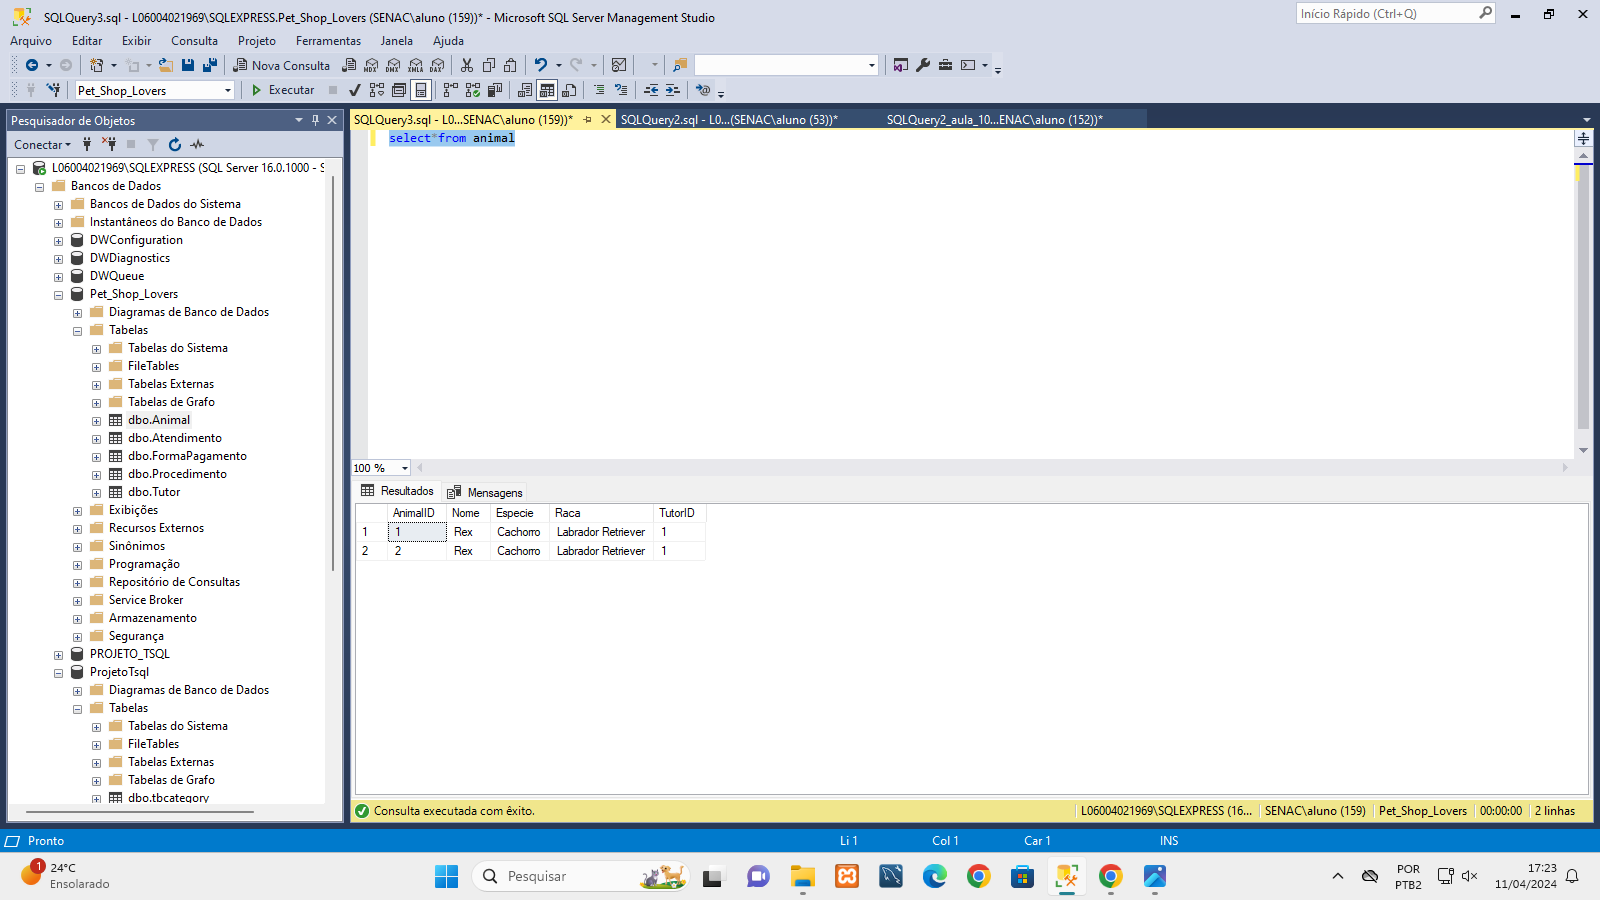 SQLQuery3.sql - L06004021969\SQLEXPRESS.Pet_Shop_Lovers (SENAC\aluno (159))* - Microsoft SQL Server Management Studio
Início Rápido (Ctrl+Q)
Arquivo Editar Exibir Consulta Projeto Ferramentas Janela Ajuda
Nova Consulta
MDX DMX XMLA DAX
Pet_Shop_Lovers
Executar
Pesquisador de Objetos
Conectar
L06004021969\SQLEXPRESS (SQL Server 16.0.1000 - S
Bancos de Dados
Bancos de Dados do Sistema
Instantâneos do Banco de Dados
DWConfiguration
DWDiagnostics
DWQueue
Pet_Shop_Lovers
Diagramas de Banco de Dados
Tabelas
Tabelas do Sistema
FileTables
Tabelas Externas
Tabelas de Grafo
dbo.Animal
dbo.Atendimento
dbo.FormaPagamento
dbo.Procedimento
dbo.Tutor
Exibições
Recursos Externos
Sinônimos
Programação
Repositório de Consultas
Service Broker
Armazenamento
Segurança
PROJETO_TSQL
ProjetoTsql
Diagramas de Banco de Dados
Tabelas
Tabelas do Sistema
FileTables
Tabelas Externas
Tabelas de Grafo
dbo.tbcategory
SQLQuery3.sql - L0...SENAC\aluno (159))* SQLQuery2.sql - L0...(SENAC\aluno (53))* SQLQuery2_aula_10...ENAC\aluno (152))*
select*from animal
100 %
Resultados Mensagens
AnimalID Nome Especie Raca TutorID
1 1 Rex Cachorro Labrador Retriever 1
2 2 Rex Cachorro Labrador Retriever 1
Consulta executada com êxito.
L06004021969\SQLEXPRESS (16... SENAC\aluno (159) Pet_Shop_Lovers 00:00:00 2 linhas
Pronto Li 1 Col 1 Car 1 INS
1
24°C
Ensolarado
Pesquisar
POR
PTB2
17:23
11/04/2024